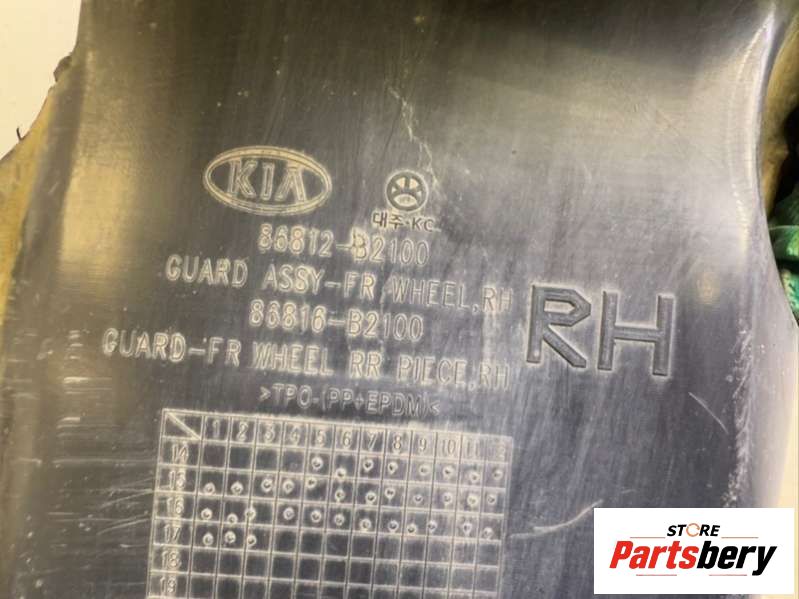 KIA
대주·KC
86812-B2100
GUARD ASSY-FR WHEEL,RH
86816-B2100
GUARD-FR WHEEL RR PIECE,RH
RH
>TPO-(PP+EPDM)<
1 2 3 4 5 6 7 8 9 10 11 12
14
15
16
17
18
19
STORE
Partsbery